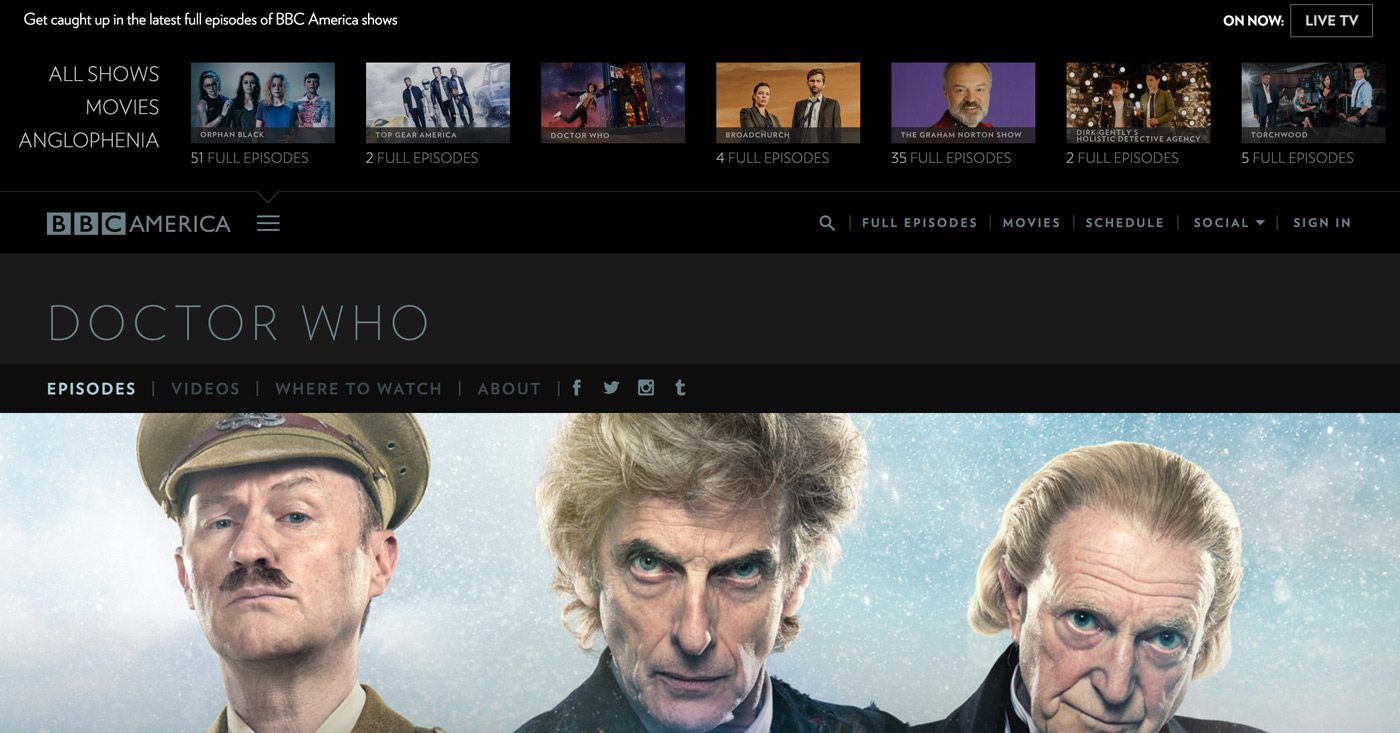 Get caught up in the latest full episodes of BBC America shows
ON NOW: LIVE TV
ALL SHOWS
MOVIES
ANGLOPHENIA
ORPHAN BLACK
51 FULL EPISODES
TOP GEAR AMERICA
2 FULL EPISODES
DOCTOR WHO
BROADCHURCH
4 FULL EPISODES
THE GRAHAM NORTON SHOW
35 FULL EPISODES
DIRK GENTLY'S
HOLISTIC DETECTIVE AGENCY
2 FULL EPISODES
TORCHWOOD
5 FULL EPISODES
BBC AMERICA
FULL EPISODES | MOVIES | SCHEDULE | SOCIAL | SIGN IN
DOCTOR WHO
EPISODES | VIDEOS | WHERE TO WATCH | ABOUT |